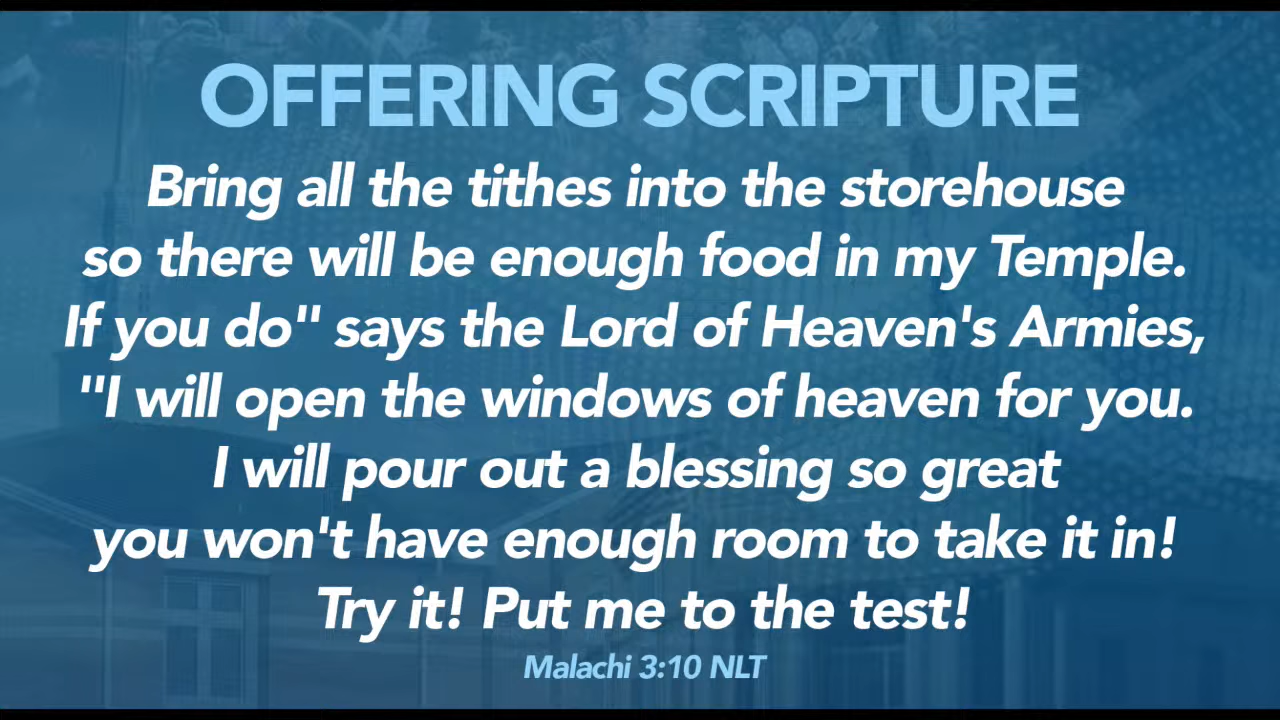 OFFERING SCRIPTURE
Bring all the tithes into the storehouse
so there will be enough food in my Temple.
If you do" says the Lord of Heaven's Armies,
"I will open the windows of heaven for you.
I will pour out a blessing so great
you won't have enough room to take it in!
Try it! Put me to the test!
Malachi 3:10 NLT